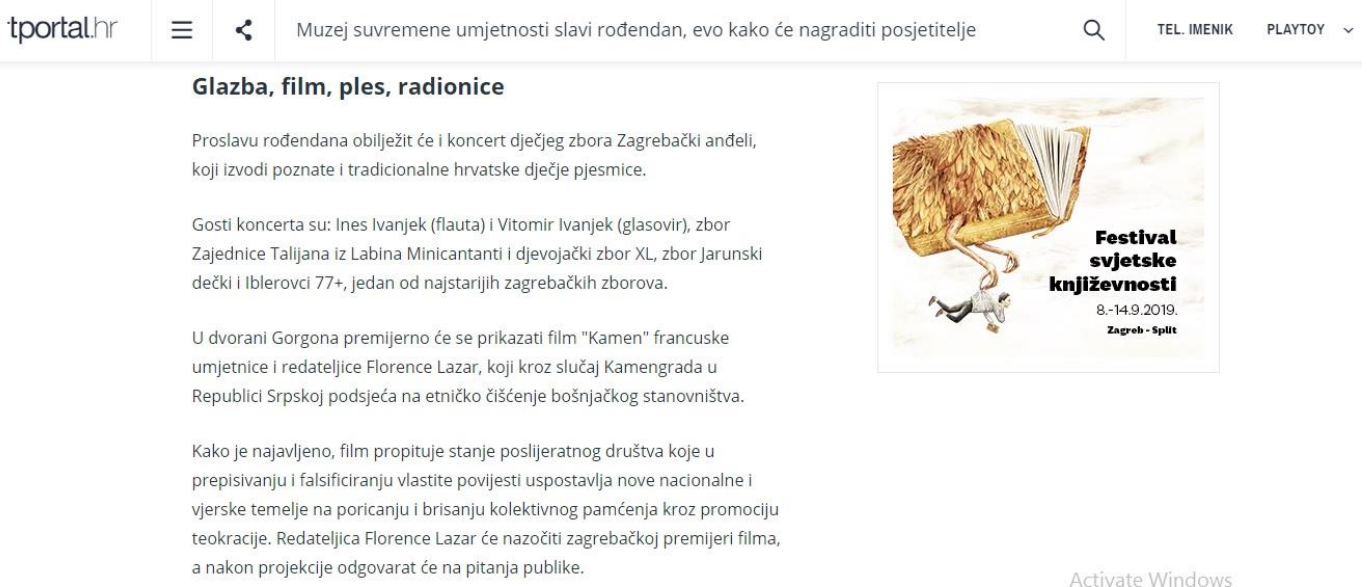 tportal.hr
Muzej suvremene umjetnosti slavi rođendan, evo kako će nagraditi posjetitelje
TEL. IMENIK
PLAYTOY
Glazba, film, ples, radionice
Proslavu rođendana obilježit će i koncert dječjeg zbora Zagrebački anđeli,
koji izvodi poznate i tradicionalne hrvatske dječje pjesmice.
Gosti koncerta su: Ines Ivanjek (flauta) i Vitomir Ivanjek (glasovir), zbor
Zajednice Talijana iz Labina Minicantanti i djevojački zbor XL, zbor Jarunski
dečki i Iblerovci 77+, jedan od najstarijih zagrebačkih zborova.
U dvorani Gorgona premijerno će se prikazati film "Kamen" francuske
umjetnice i redateljice Florence Lazar, koji kroz slučaj Kamengrada u
Republici Srpskoj podsjeća na etničko čišćenje bošnjačkog stanovništva.
Kako je najavljeno, film propituje stanje poslijeratnog društva koje u
prepisivanju i falsificiranju vlastite povijesti uspostavlja nove nacionalne i
vjerske temelje na poricanju i brisanju kolektivnog pamćenja kroz promociju
teokracije. Redateljica Florence Lazar će nazočiti zagrebačkoj premijeri filma,
a nakon projekcije odgovarat će na pitanja publike.
Festival
svjetske
književnosti
8.-14.9.2019.
Zagreb - Split
Activate Windows